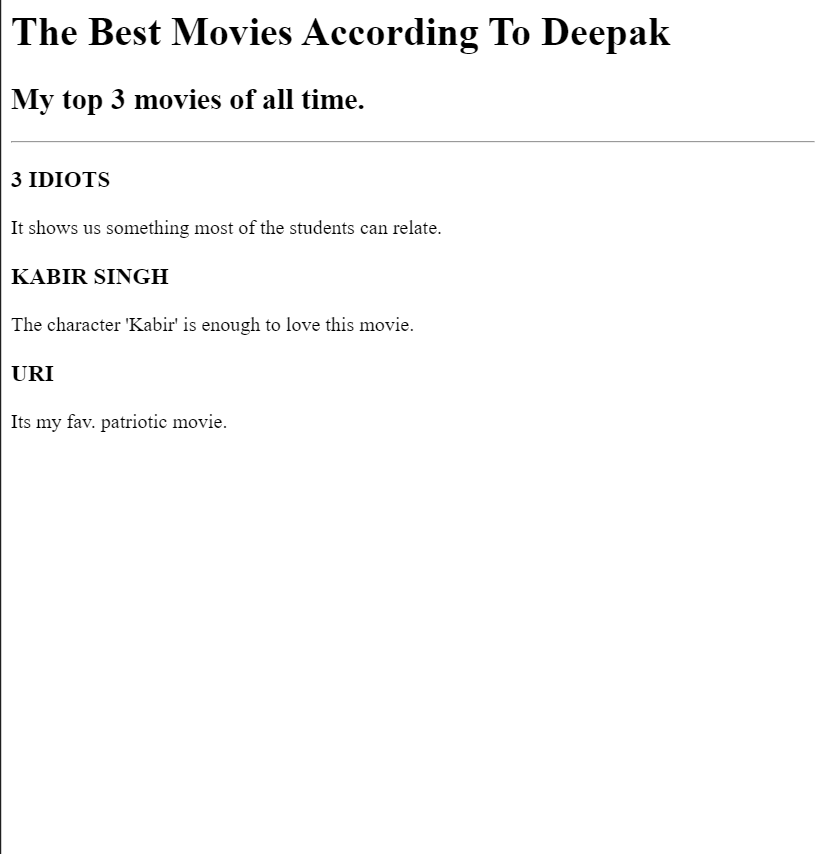 The Best Movies According To Deepak
My top 3 movies of all time.
3 IDIOTS
It shows us something most of the students can relate.
KABIR SINGH
The character 'Kabir' is enough to love this movie.
URI
Its my fav. patriotic movie.